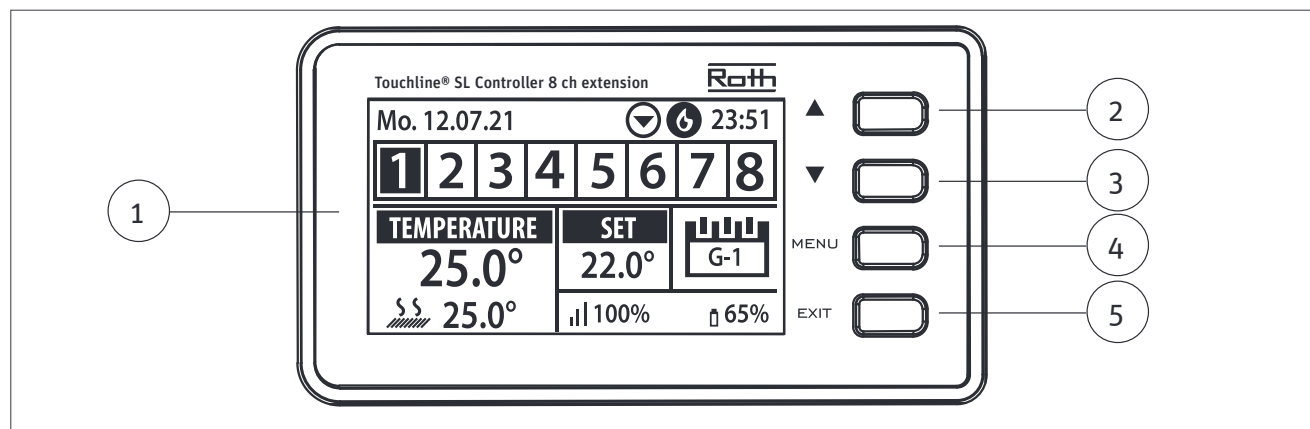 Touchline® SL Controller 8 ch extension
Roth
Mo. 12.07.21 23:51
1 2 3 4 5 6 7 8
TEMPERATURE SET
25.0° 22.0° G-1
25.0° 100% 65%
▲
▼
MENU
EXIT
1
2
3
4
5